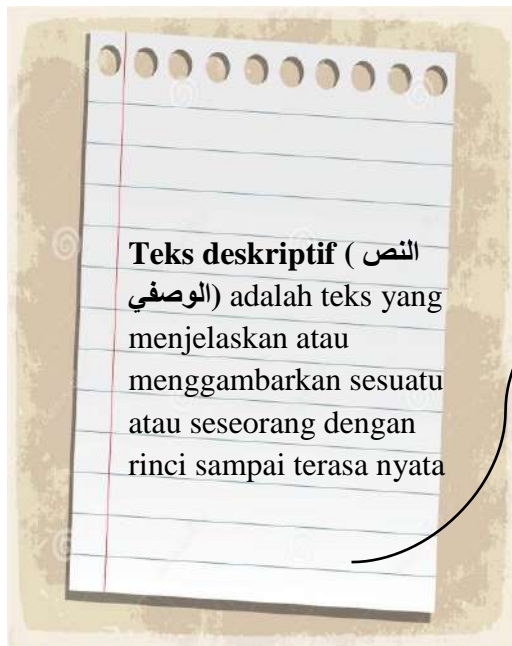 Teks deskriptif ( النص
الوصفي) adalah teks yang
menjelaskan atau
menggambarkan sesuatu
atau seseorang dengan
rinci sampai terasa nyata